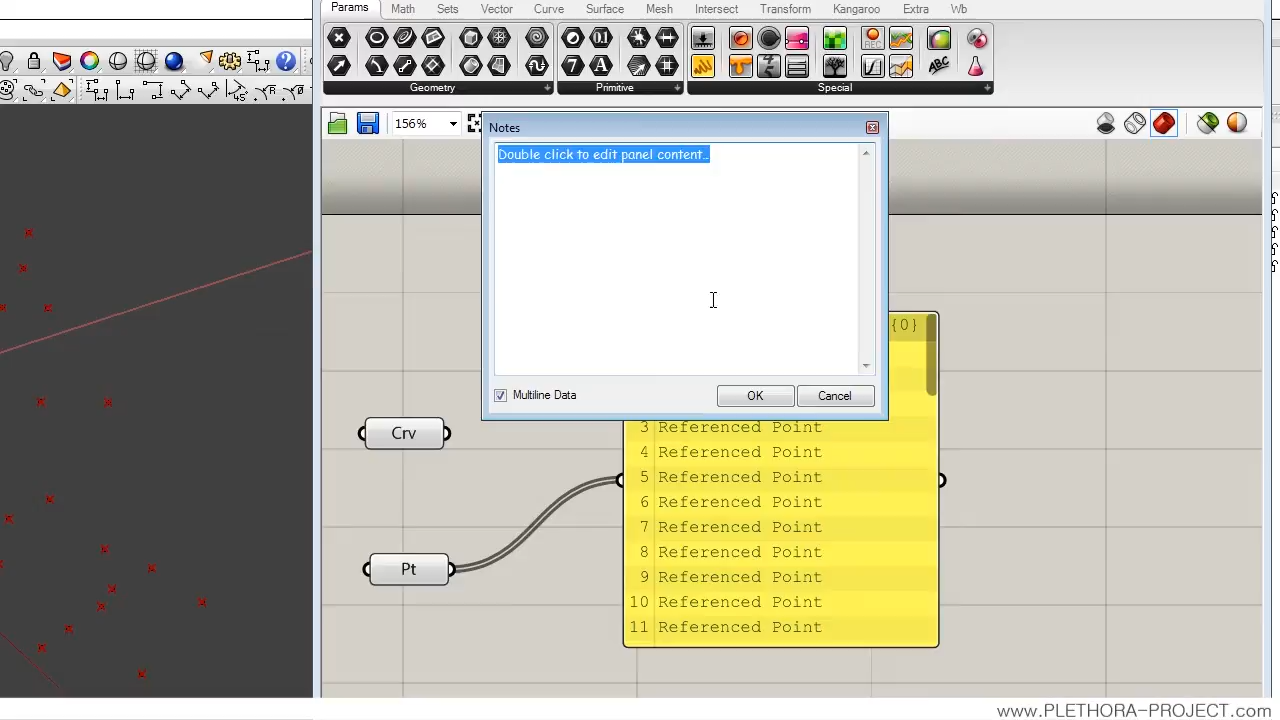 Params Math Sets Vector Curve Surface Mesh Intersect Transform Kangaroo Extra Wb
REC
ABC
Geometry Primitive Special
156%
Notes
Double click to edit panel content…
Multiline Data OK Cancel
{0}
Crv
Pt
3 Referenced Point
4 Referenced Point
5 Referenced Point
6 Referenced Point
7 Referenced Point
8 Referenced Point
9 Referenced Point
10 Referenced Point
11 Referenced Point
www.PLETHORA-PROJECT.com